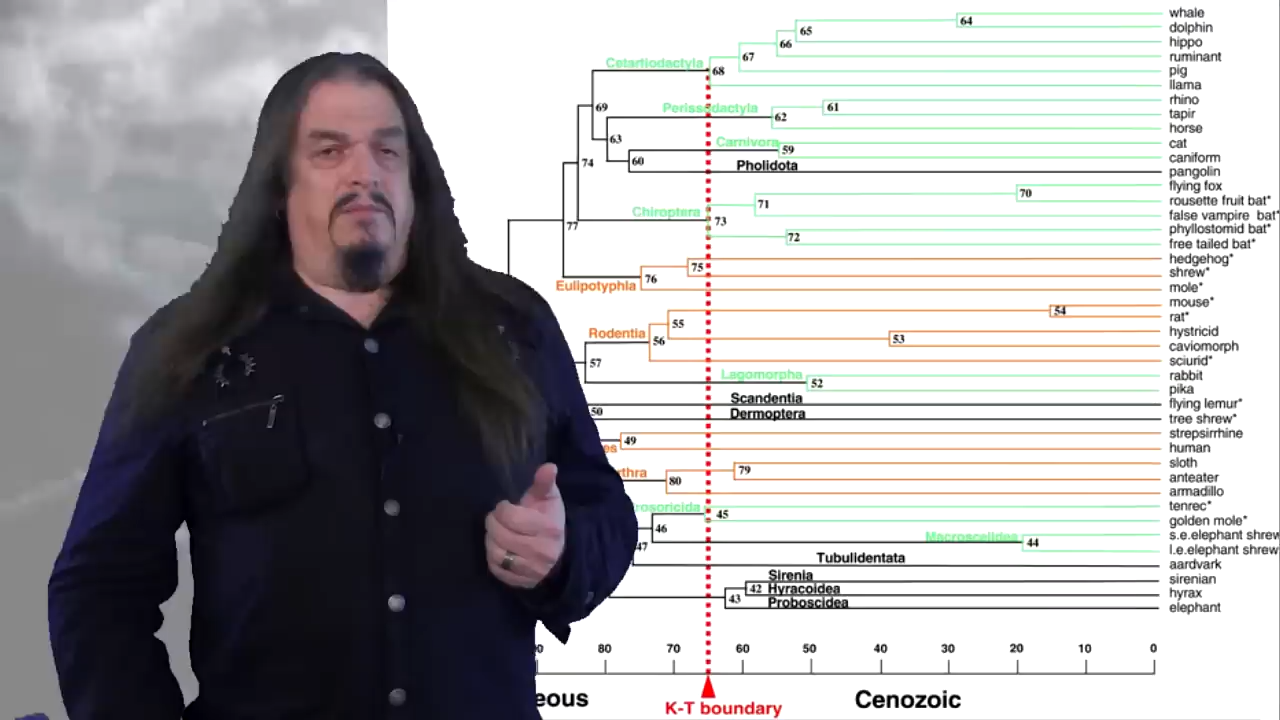 whale
64
dolphin
65
hippo
66
ruminant
67
Cetartiodactyla
68
pig
llama
rhino
61
69
Perissodactyla
tapir
62
horse
63
Carnivora
59
cat
caniform
74
60
Pholidota
pangolin
flying fox
70
rousette fruit bat*
71
Chiroptera
73
false vampire bat*
77
phyllostomid bat*
72
free tailed bat*
hedgehog*
75
shrew*
76
Eulipotyphla
mole*
mouse*
54
rat*
55
Rodentia
hystricid
53
56
caviomorph
57
sciurid*
Lagomorpha
rabbit
52
pika
Scandentia
flying lemur*
50
Dermoptera
tree shrew*
strepsirrhine
49
es
human
sloth
79
rthra
80
anteater
armadillo
rosoricida
tenrec*
45
golden mole*
46
Macroscelides
s.e.elephant shrew
44
47
l.e.elephant shrew
Tubulidentata
aardvark
Sirenia
sirenian
42
Hyracoidea
hyrax
43
Proboscidea
elephant
80 70 60 50 40 30 20 10 0
eous
Cenozoic
K-T boundary